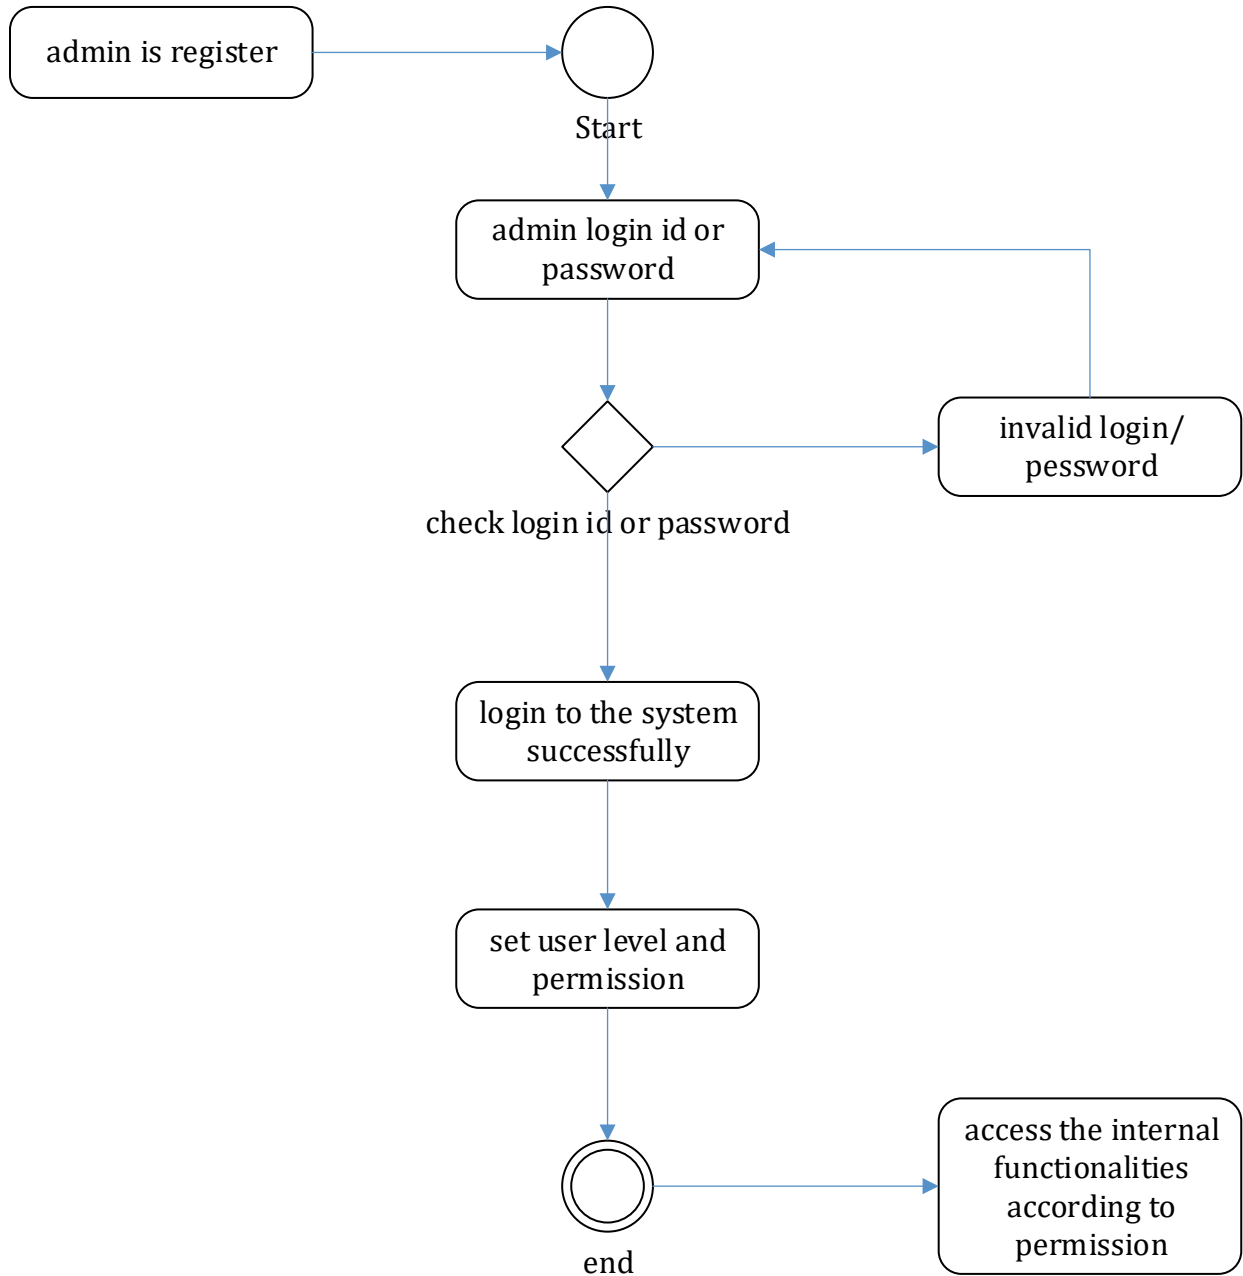 admin is register
Start
admin login id or
password
invalid login/
pessword
check login id or password
login to the system
successfully
set user level and
permission
access the internal
functionalities
according to
permission
end